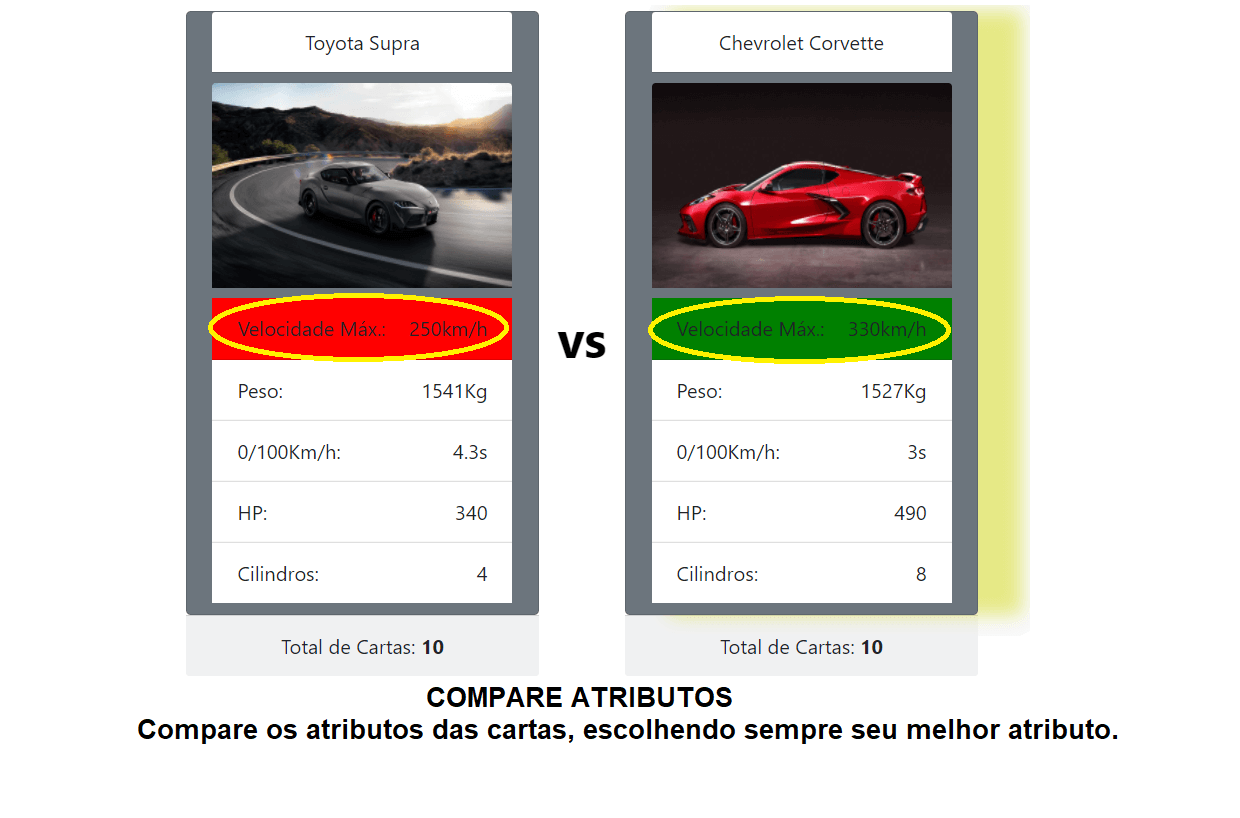 Toyota Supra
Velocidade Máx.: 250km/h
Peso: 1541Kg
0/100Km/h: 4.3s
HP: 340
Cilindros: 4
Total de Cartas: 10
vs
Chevrolet Corvette
Velocidade Máx.: 330km/h
Peso: 1527Kg
0/100Km/h: 3s
HP: 490
Cilindros: 8
Total de Cartas: 10
COMPARE ATRIBUTOS
Compare os atributos das cartas, escolhendo sempre seu melhor atributo.